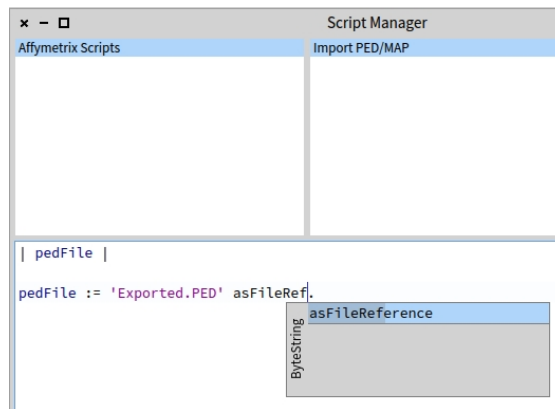 Script Manager
Affymetrix Scripts
Import PED/MAP
| pedFile |
pedFile := 'Exported.PED' asFileRef.
asFileReference
ByteString